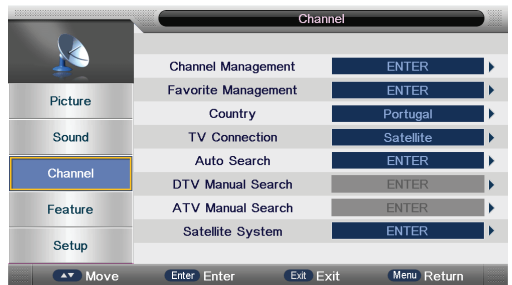 Channel
Picture
Sound
Channel
Feature
Setup
Channel Management ENTER
Favorite Management ENTER
Country Portugal
TV Connection Satellite
Auto Search ENTER
DTV Manual Search ENTER
ATV Manual Search ENTER
Satellite System ENTER
Move Enter Enter Exit Exit Menu Return